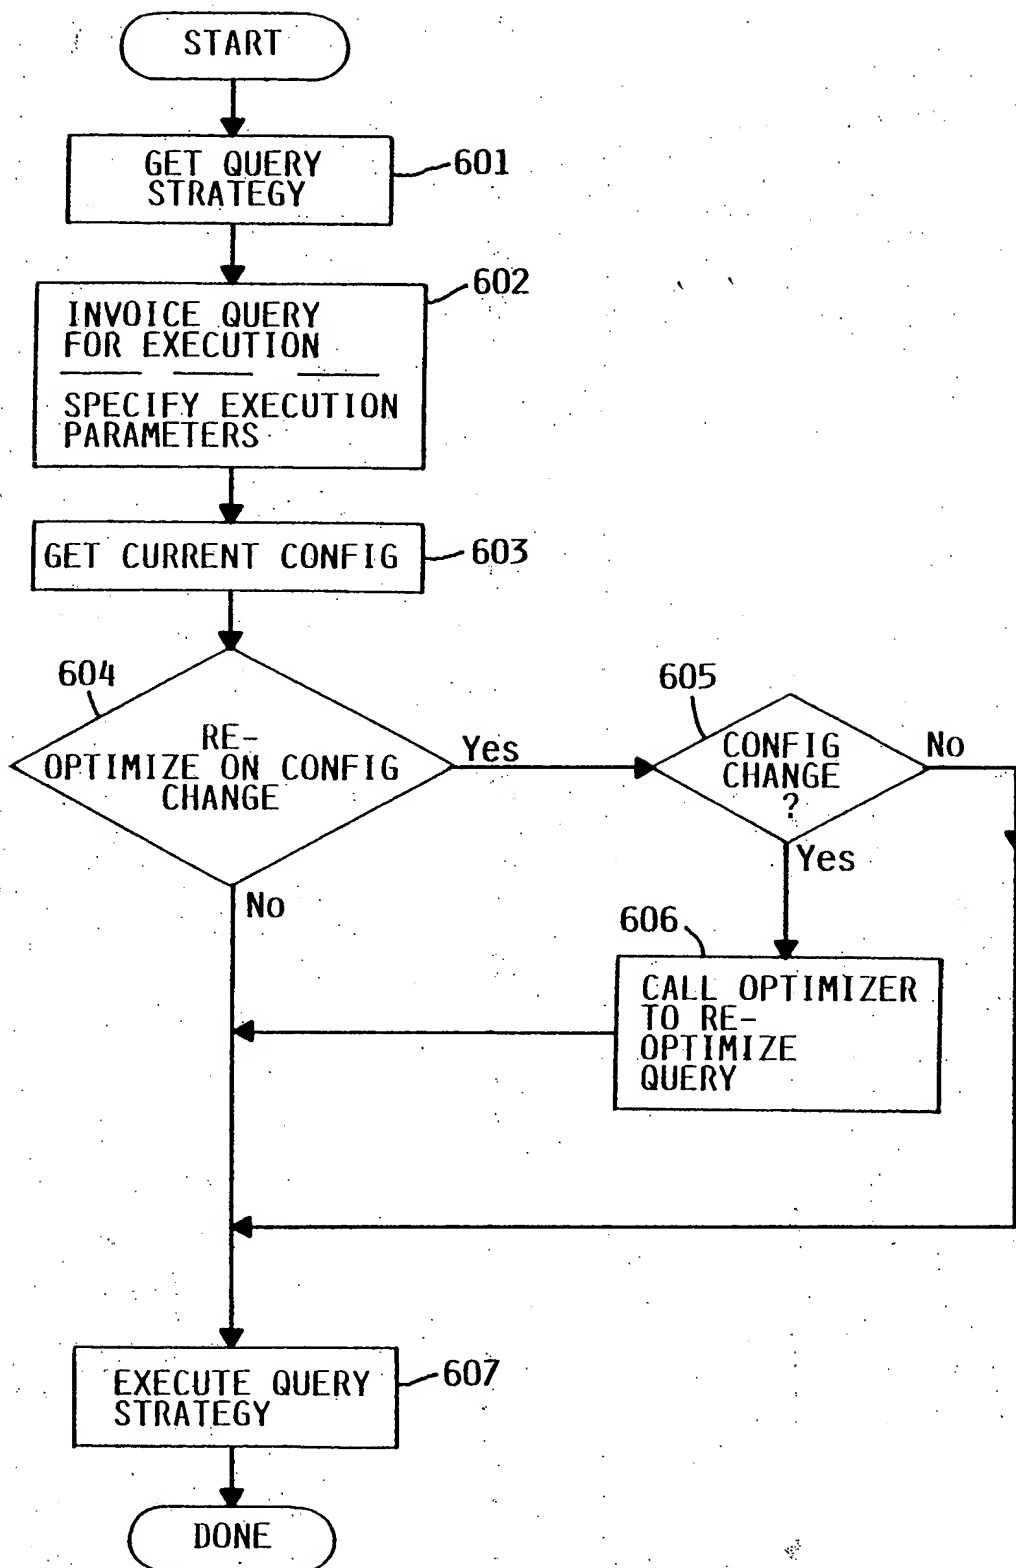 START
GET QUERY
STRATEGY
601
602
INVOICE QUERY
FOR EXECUTION
SPECIFY EXECUTION
PARAMETERS
GET CURRENT CONFIG
603
604
RE-
OPTIMIZE ON CONFIG
CHANGE
Yes
No
605
CONFIG
CHANGE
?
No
Yes
606
CALL OPTIMIZER
TO RE-
OPTIMIZE
QUERY
EXECUTE QUERY
STRATEGY
607
DONE